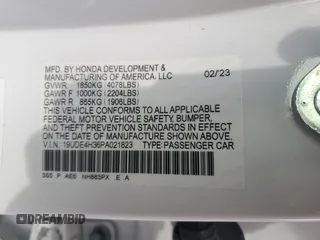 MFD. BY HONDA DEVELOPMENT &
MANUFACTURING OF AMERICA, LLC
02/23
GVWR 1850KG (4078LBS)
GAWR F 1000KG (2204LBS)
GAWR R 865KG (1906LBS)
THIS VEHICLE CONFORMS TO ALL APPLICABLE
FEDERAL MOTOR VEHICLE SAFETY, BUMPER,
AND THEFT PREVENTION STANDARDS IN EFFECT
ON THE DATE OF MANUFACTURE SHOWN ABOVE.
V.I.N.: 19UDE4H36PA021823 TYPE: PASSENGER CAR
365 P AE6 NH883PX E A
DREAMBID